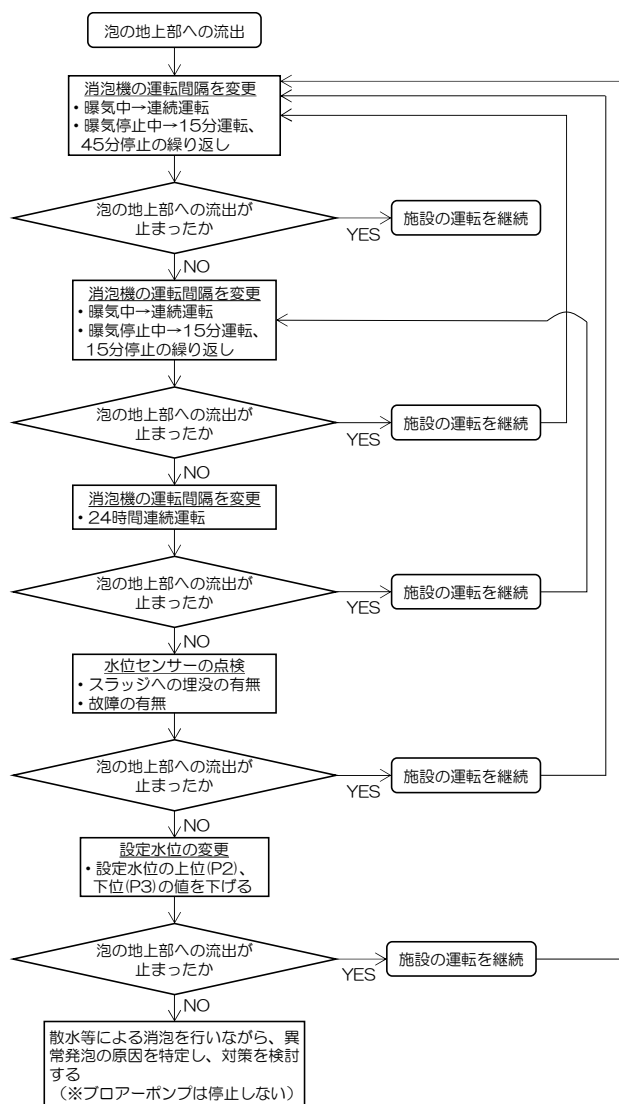 泡の地上部への流出
消泡機の運転間隔を変更
・曝気中→連続運転
・曝気停止中→15分運転、
45分停止の繰り返し
泡の地上部への流出が
止まったか
YES
施設の運転を継続
NO
消泡機の運転間隔を変更
・曝気中→連続運転
・曝気停止中→15分運転、
15分停止の繰り返し
泡の地上部への流出が
止まったか
YES
施設の運転を継続
NO
消泡機の運転間隔を変更
・24時間連続運転
泡の地上部への流出が
止まったか
YES
施設の運転を継続
NO
水位センサーの点検
・スラッジへの埋没の有無
・故障の有無
泡の地上部への流出が
止まったか
YES
施設の運転を継続
NO
設定水位の変更
・設定水位の上位(P2)、
下位(P3)の値を下げる
泡の地上部への流出が
止まったか
YES
施設の運転を継続
NO
散水等による消泡を行いながら、異
常発泡の原因を特定し、対策を検討
する
（※ブロアーポンプは停止しない）